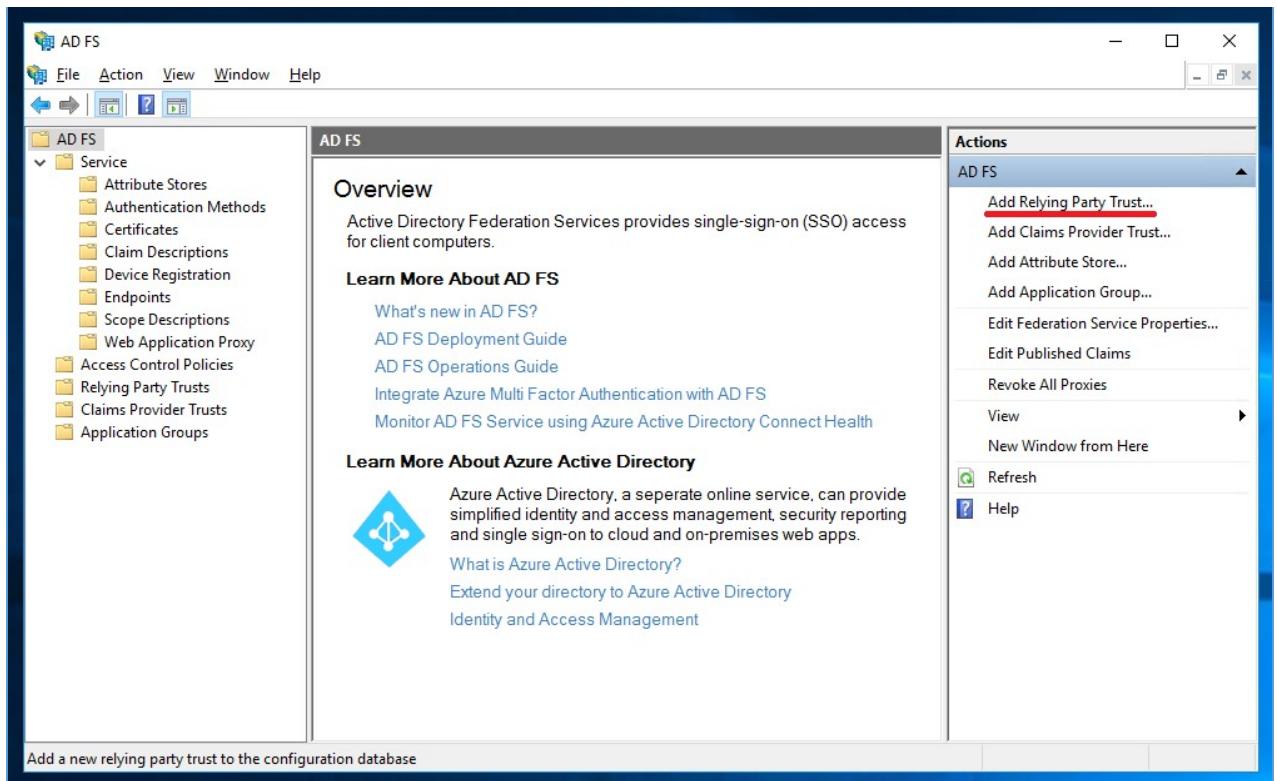 AD FS
File Action View Window Help
AD FS
Service
Attribute Stores
Authentication Methods
Certificates
Claim Descriptions
Device Registration
Endpoints
Scope Descriptions
Web Application Proxy
Access Control Policies
Relying Party Trusts
Claims Provider Trusts
Application Groups
AD FS
Overview
Active Directory Federation Services provides single-sign-on (SSO) access
for client computers.
Learn More About AD FS
What's new in AD FS?
AD FS Deployment Guide
AD FS Operations Guide
Integrate Azure Multi Factor Authentication with AD FS
Monitor AD FS Service using Azure Active Directory Connect Health
Learn More About Azure Active Directory
Azure Active Directory, a seperate online service, can provide
simplified identity and access management, security reporting
and single sign-on to cloud and on-premises web apps.
What is Azure Active Directory?
Extend your directory to Azure Active Directory
Identity and Access Management
Actions
AD FS
Add Relying Party Trust...
Add Claims Provider Trust...
Add Attribute Store...
Add Application Group...
Edit Federation Service Properties...
Edit Published Claims
Revoke All Proxies
View
New Window from Here
Refresh
Help
Add a new relying party trust to the configuration database